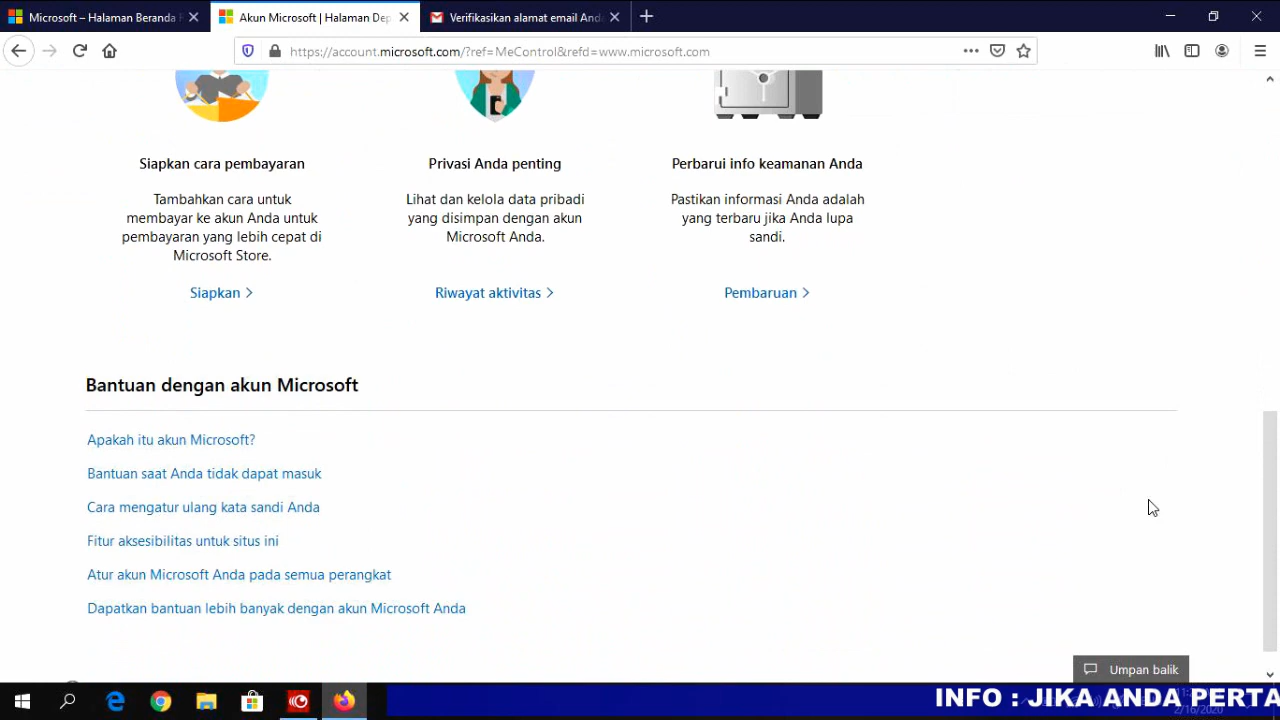 Microsoft – Halaman Beranda
Akun Microsoft | Halaman Dep
Verifikasikan alamat email Anda
https://account.microsoft.com/?ref=MeControl&refd=www.microsoft.com
Siapkan cara pembayaran
Tambahkan cara untuk
membayar ke akun Anda untuk
pembayaran yang lebih cepat di
Microsoft Store.
Siapkan
Privasi Anda penting
Lihat dan kelola data pribadi
yang disimpan dengan akun
Microsoft Anda.
Riwayat aktivitas
Perbarui info keamanan Anda
Pastikan informasi Anda adalah
yang terbaru jika Anda lupa
sandi.
Pembaruan
Bantuan dengan akun Microsoft
Apakah itu akun Microsoft?
Bantuan saat Anda tidak dapat masuk
Cara mengatur ulang kata sandi Anda
Fitur aksesibilitas untuk situs ini
Atur akun Microsoft Anda pada semua perangkat
Dapatkan bantuan lebih banyak dengan akun Microsoft Anda
Umpan balik
INFO : JIKA ANDA PERTA
2/16/2020